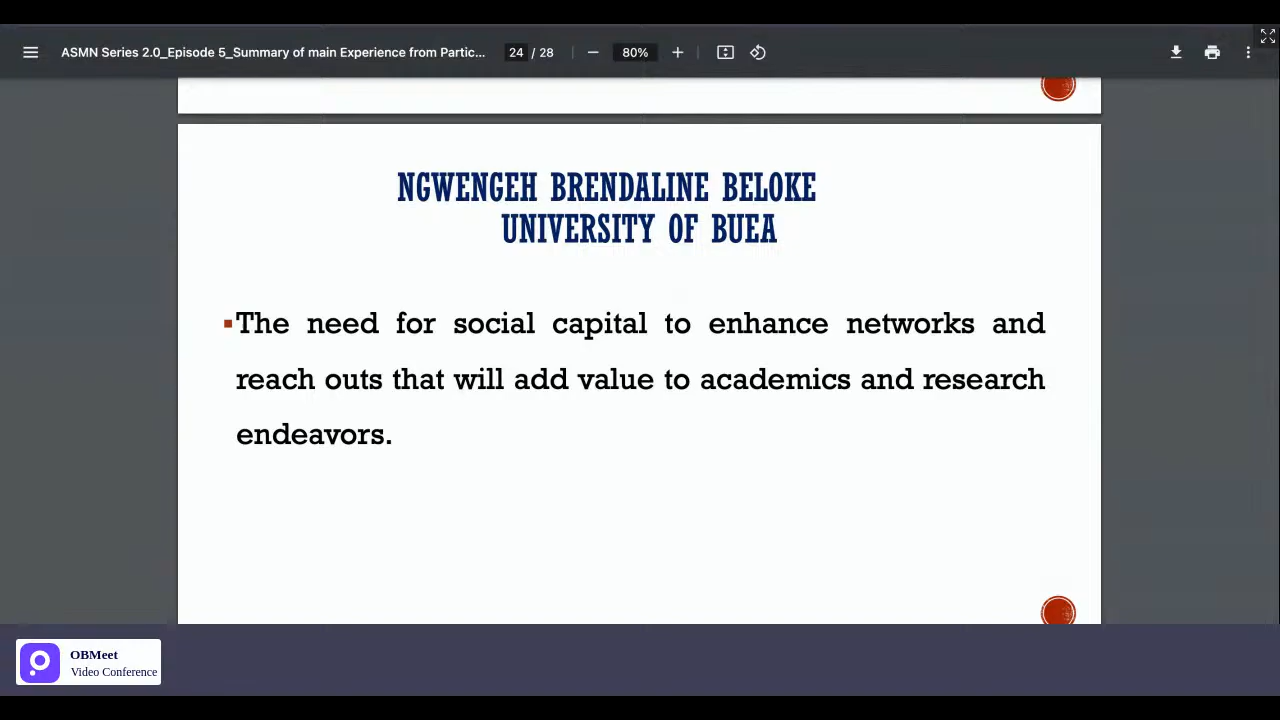 ASMN Series 2.0_Episode 5_Summary of main Experience from Partic... 24 / 28 80%
NGWENGEH BRENDALINE BELOKE
UNIVERSITY OF BUEA
▪The need for social capital to enhance networks and
reach outs that will add value to academics and research
endeavors.
OBMeet
Video Conference